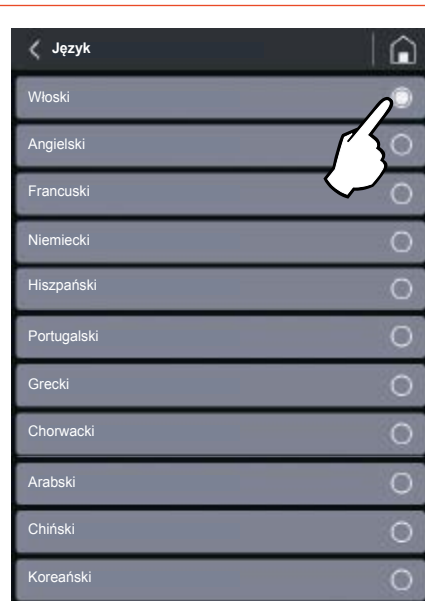 Język
Włoski
Angielski
Francuski
Niemiecki
Hiszpański
Portugalski
Grecki
Chorwacki
Arabski
Chiński
Koreański